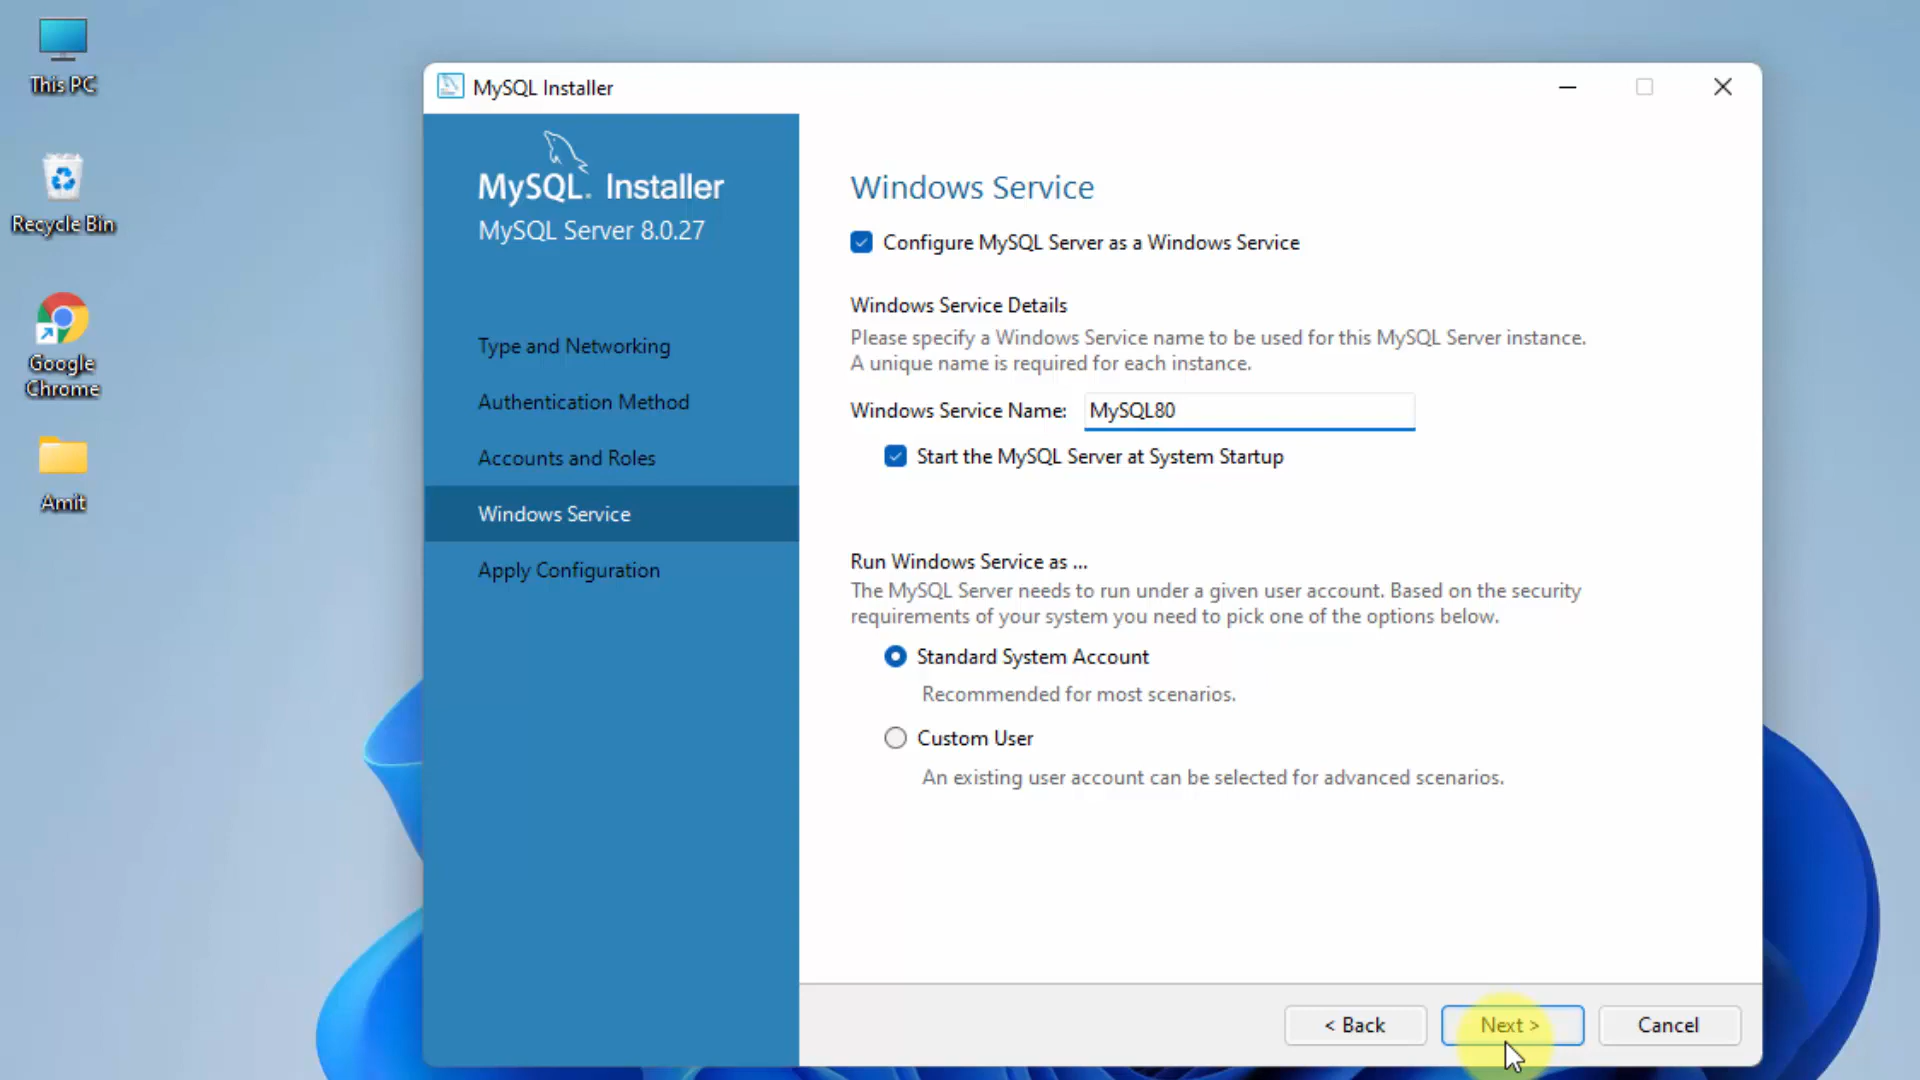 This PC
Recycle Bin
Google
Chrome
Amit
MySQL Installer
MySQL. Installer
MySQL Server 8.0.27
Type and Networking
Authentication Method
Accounts and Roles
Windows Service
Apply Configuration
Windows Service
Configure MySQL Server as a Windows Service
Windows Service Details
Please specify a Windows Service name to be used for this MySQL Server instance.
A unique name is required for each instance.
Windows Service Name: MySQL80
Start the MySQL Server at System Startup
Run Windows Service as ...
The MySQL Server needs to run under a given user account. Based on the security
requirements of your system you need to pick one of the options below.
Standard System Account
Recommended for most scenarios.
Custom User
An existing user account can be selected for advanced scenarios.
< Back
Next >
Cancel